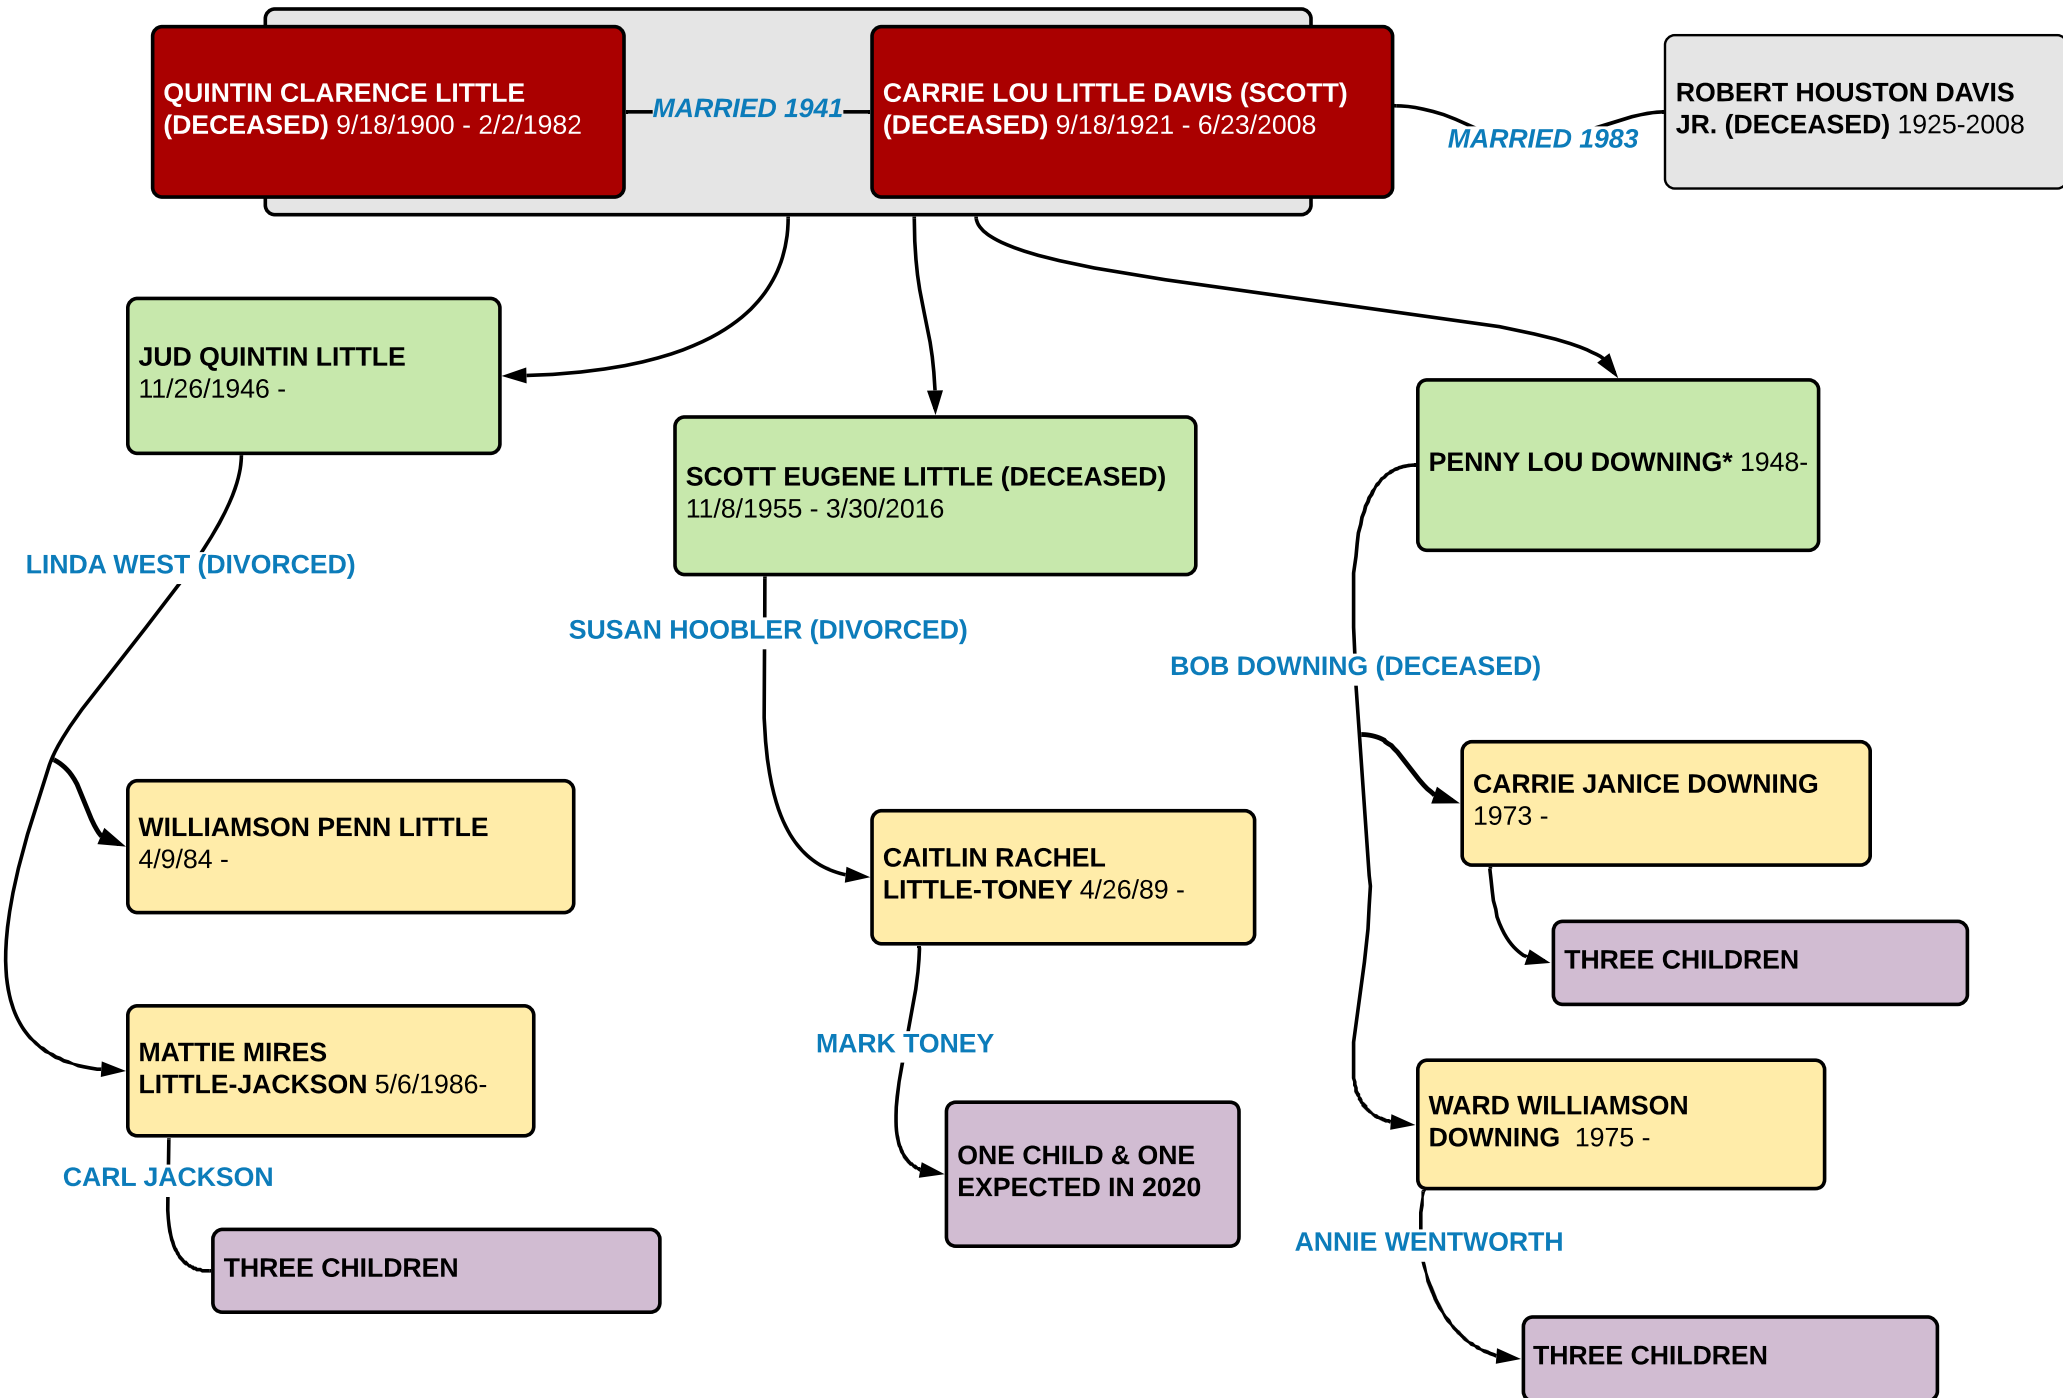 QUINTIN CLARENCE LITTLE
(DECEASED) 9/18/1900 - 2/2/1982
MARRIED 1941
CARRIE LOU LITTLE DAVIS (SCOTT)
(DECEASED) 9/18/1921 - 6/23/2008
MARRIED 1983
ROBERT HOUSTON DAVIS
JR. (DECEASED) 1925-2008
JUD QUINTIN LITTLE
11/26/1946 -
SCOTT EUGENE LITTLE (DECEASED)
11/8/1955 - 3/30/2016
PENNY LOU DOWNING* 1948-
LINDA WEST (DIVORCED)
SUSAN HOOBLER (DIVORCED)
BOB DOWNING (DECEASED)
WILLIAMSON PENN LITTLE
4/9/84 -
CAITLIN RACHEL
LITTLE-TONEY 4/26/89 -
CARRIE JANICE DOWNING
1973 -
THREE CHILDREN
MATTIE MIRES
LITTLE-JACKSON 5/6/1986-
MARK TONEY
WARD WILLIAMSON
DOWNING  1975 -
CARL JACKSON
ONE CHILD & ONE
EXPECTED IN 2020
ANNIE WENTWORTH
THREE CHILDREN
THREE CHILDREN